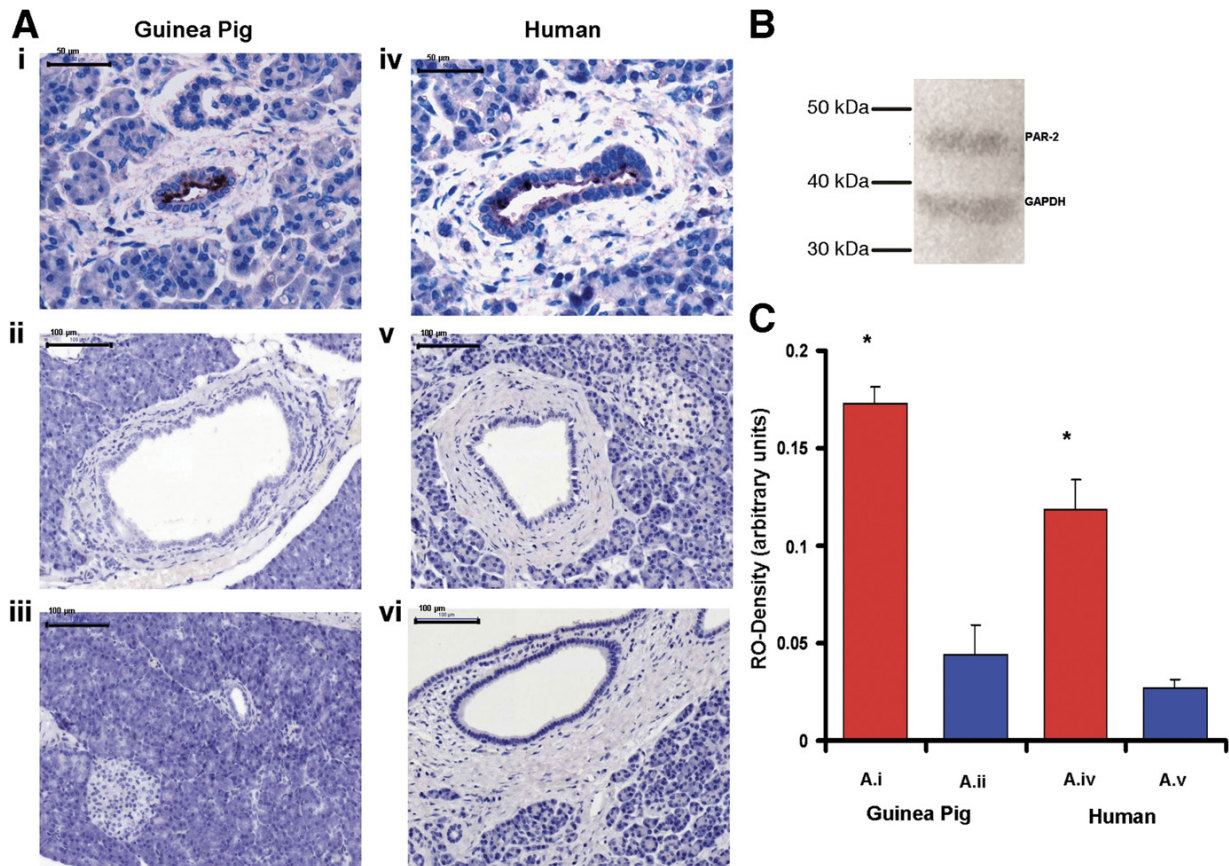 A
Guinea Pig
Human
i
50 µm
iv
50 µm
ii
100 µm
v
100 µm
iii
100 µm
vi
100 µm
100 µm
B
50 kDa
40 kDa
30 kDa
PAR-2
GAPDH
C
RO-Density (arbitrary units)
0.2
0.15
0.1
0.05
0
*
*
A.i
A.ii
A.iv
A.v
Guinea Pig
Human